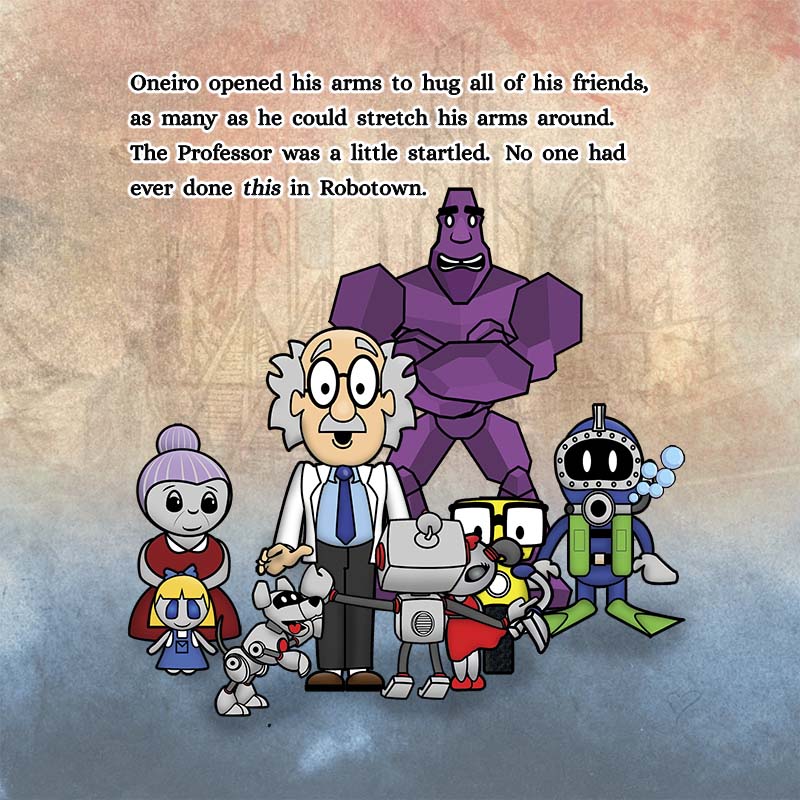 Oneiro opened his arms to hug all of his friends,
as many as he could stretch his arms around.
The Professor was a little startled. No one had
ever done this in Robotown.